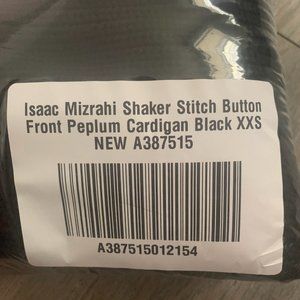 Isaac Mizrahi Shaker Stitch Button
Front Peplum Cardigan Black XXS
NEW A387515
A387515012154